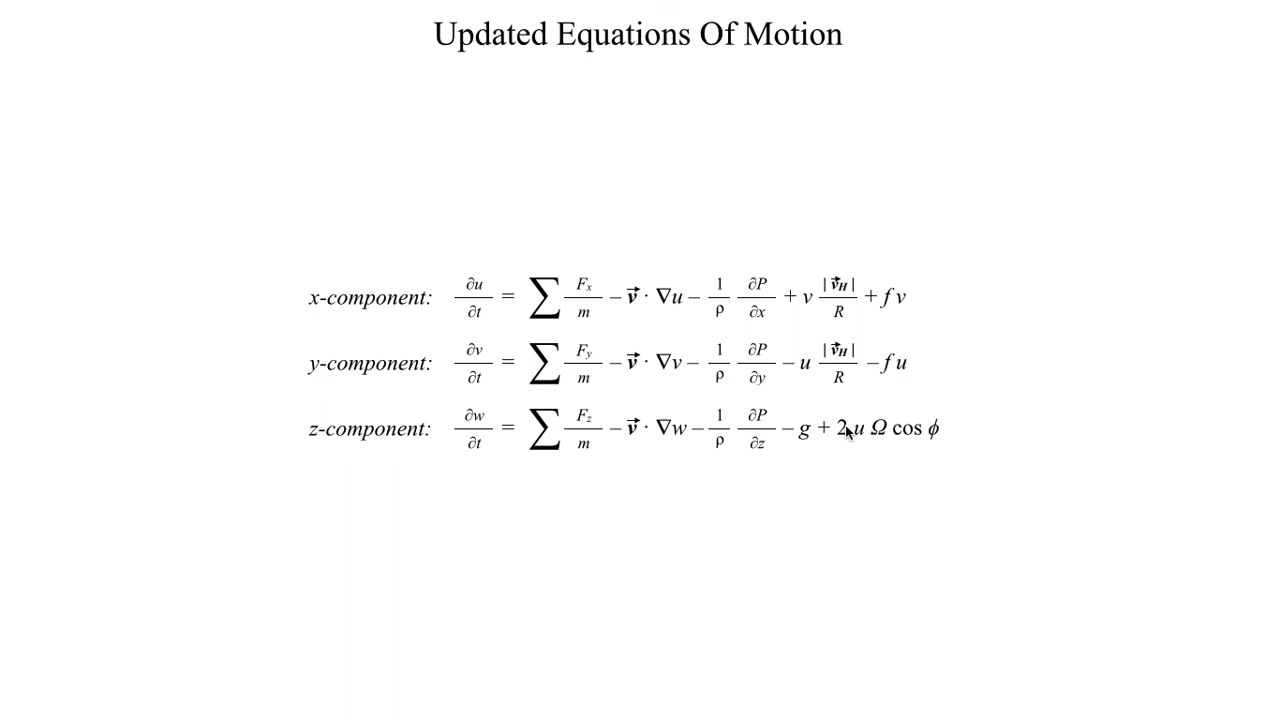 Updated Equations Of Motion
x-component: ∂u/∂t = ∑ F_x/m – v⃗ · ∇u – 1/ρ ∂P/∂x + v |v⃗_H|/R + f v
y-component: ∂v/∂t = ∑ F_y/m – v⃗ · ∇v – 1/ρ ∂P/∂y – u |v⃗_H|/R – f u
z-component: ∂w/∂t = ∑ F_z/m – v⃗ · ∇w – 1/ρ ∂P/∂z – g + 2 u Ω cos ϕ